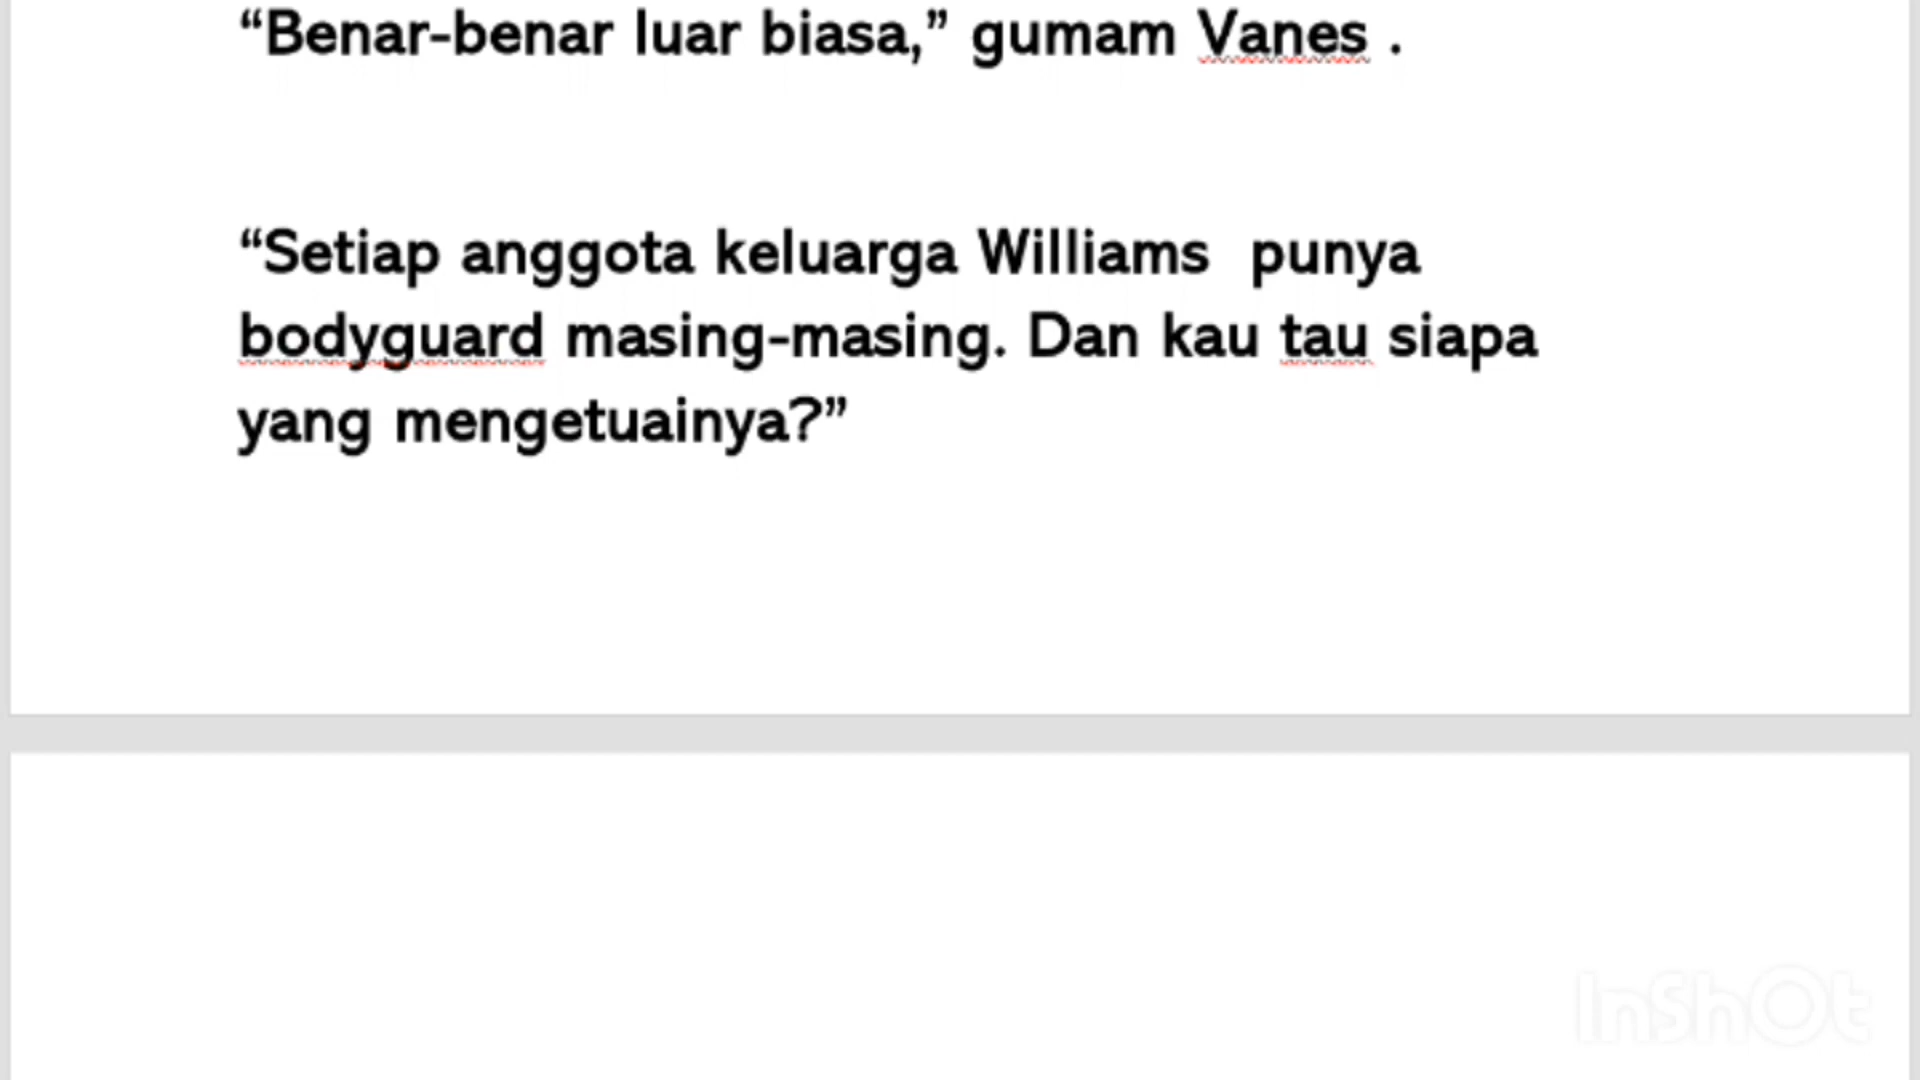 “Benar-benar luar biasa,” gumam Vanes .
“Setiap anggota keluarga Williams  punya
bodyguard masing-masing. Dan kau tau siapa
yang mengetuainya?”
InShOt